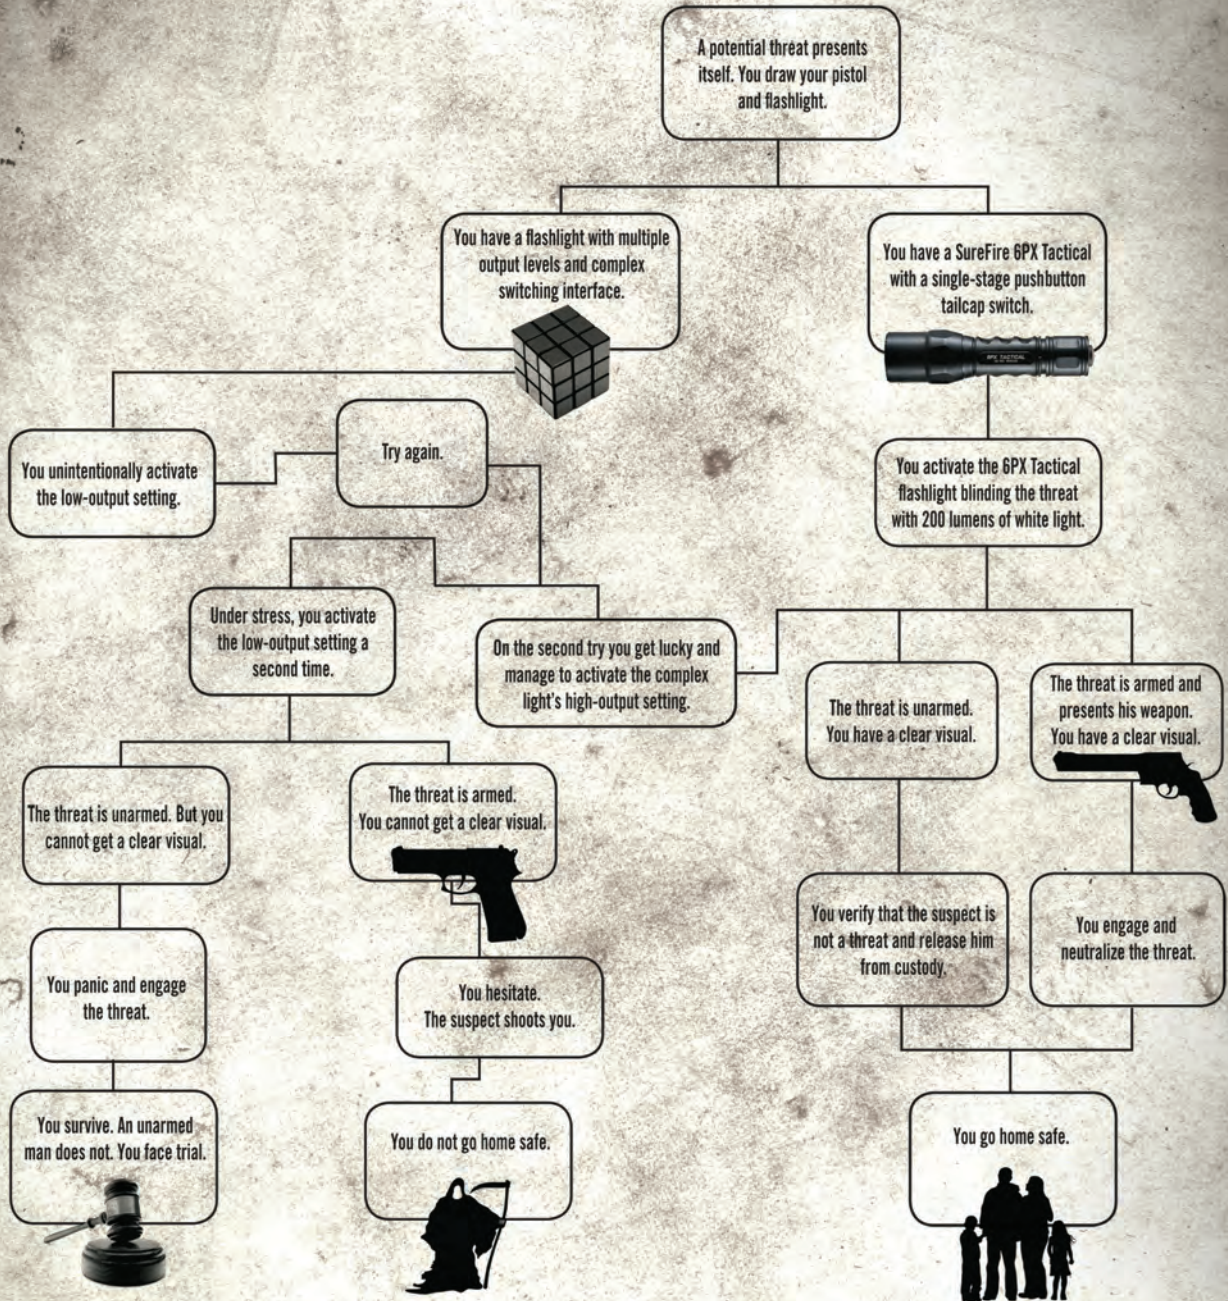 A potential threat presents
itself. You draw your pistol
and flashlight.
You have a flashlight with multiple
output levels and complex
switching interface.
You have a SureFire 6PX Tactical
with a single-stage pushbutton
tailcap switch.
6PX TACTICAL
You unintentionally activate
the low-output setting.
Try again.
You activate the 6PX Tactical
flashlight blinding the threat
with 200 lumens of white light.
Under stress, you activate
the low-output setting a
second time.
On the second try you get lucky and
manage to activate the complex
light's high-output setting.
The threat is unarmed.
You have a clear visual.
The threat is armed and
presents his weapon.
You have a clear visual.
The threat is unarmed. But you
cannot get a clear visual.
The threat is armed.
You cannot get a clear visual.
You verify that the suspect is
not a threat and release him
from custody.
You engage and
neutralize the threat.
You panic and engage
the threat.
You hesitate.
The suspect shoots you.
You survive. An unarmed
man does not. You face trial.
You do not go home safe.
You go home safe.